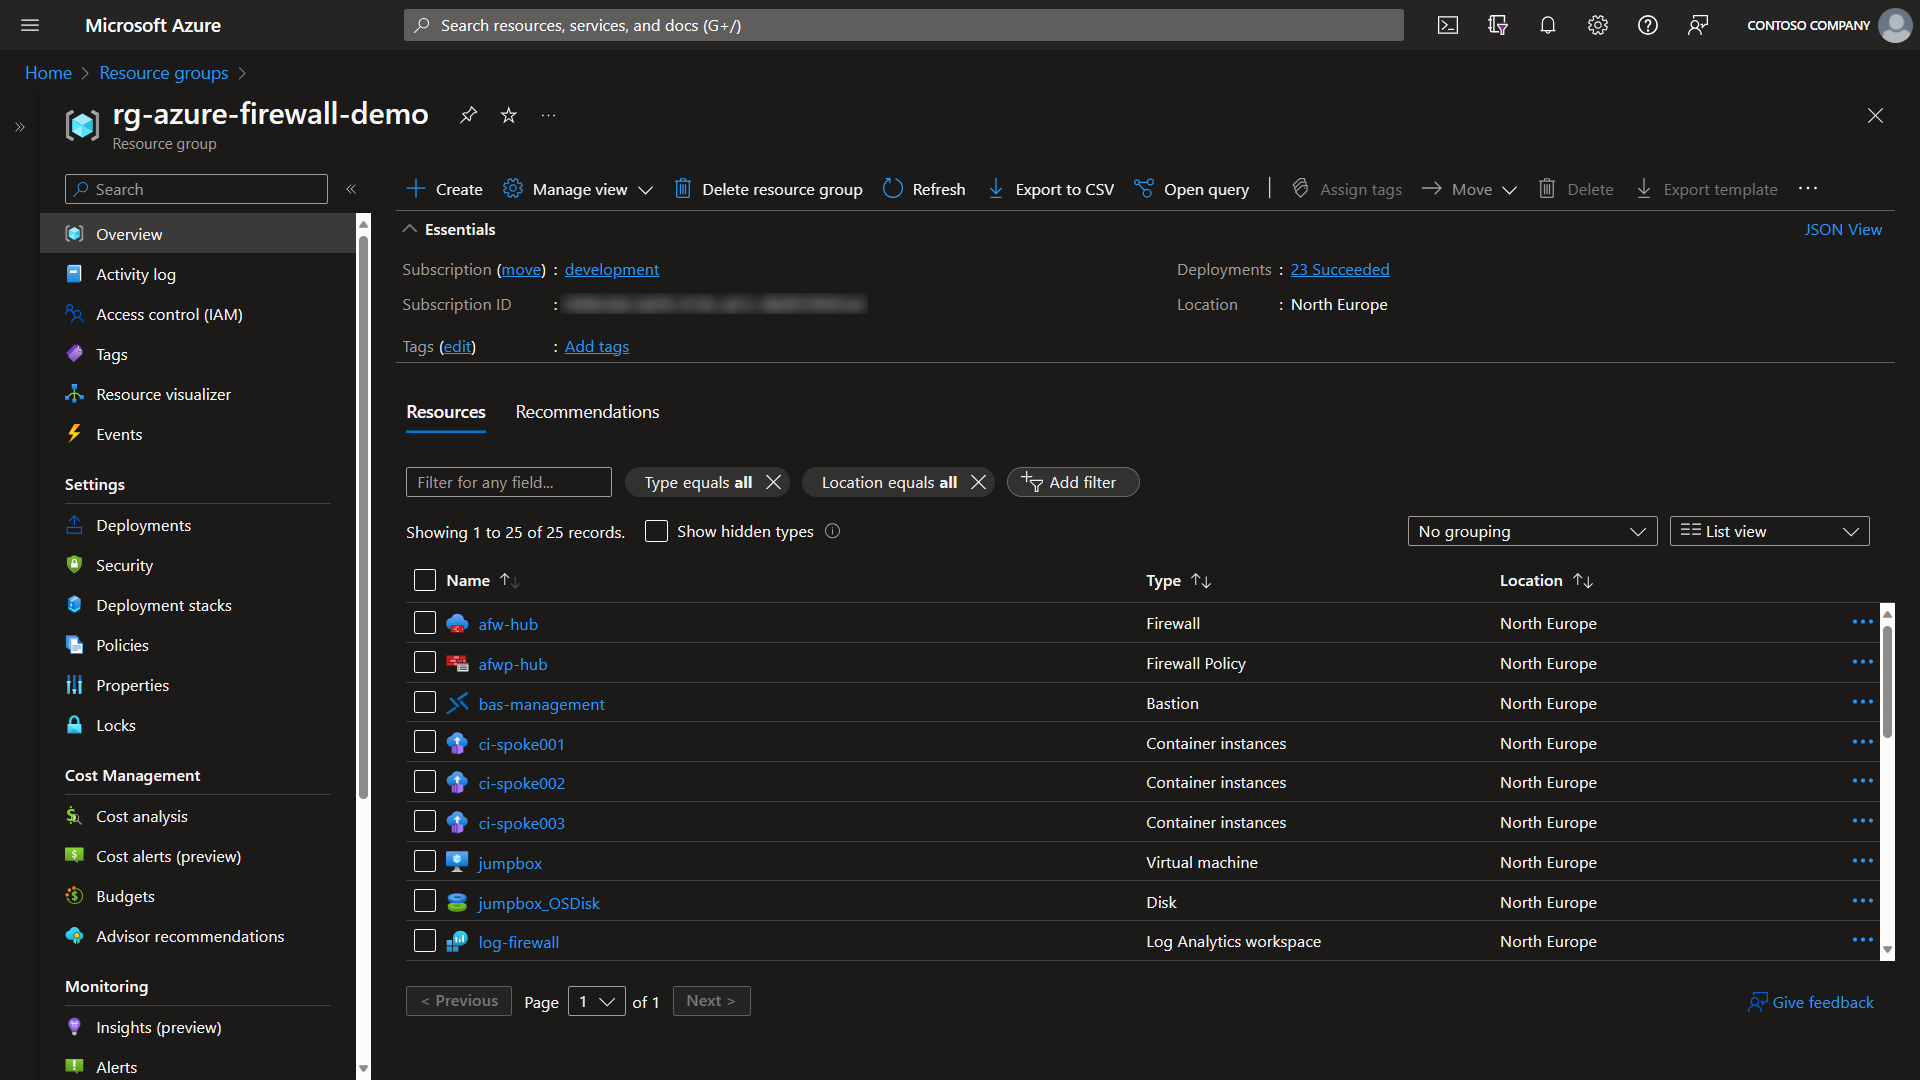 Microsoft Azure
Search resources, services, and docs (G+/)
CONTOSO COMPANY
Home
Resource groups
rg-azure-firewall-demo
Resource group
Search
Create
Manage view
Delete resource group
Refresh
Export to CSV
Open query
Assign tags
Move
Delete
Export template
Overview
Activity log
Access control (IAM)
Tags
Resource visualizer
Events
Settings
Deployments
Security
Deployment stacks
Policies
Properties
Locks
Cost Management
Cost analysis
Cost alerts (preview)
Budgets
Advisor recommendations
Monitoring
Insights (preview)
Alerts
Essentials
JSON View
Subscription (move) : development
Deployments : 23 Succeeded
Subscription ID :
Location : North Europe
Tags (edit) : Add tags
Resources
Recommendations
Filter for any field...
Type equals all
Location equals all
Add filter
Showing 1 to 25 of 25 records.
Show hidden types
No grouping
List view
Name Type Location
afw-hub Firewall North Europe
afwp-hub Firewall Policy North Europe
bas-management Bastion North Europe
ci-spoke001 Container instances North Europe
ci-spoke002 Container instances North Europe
ci-spoke003 Container instances North Europe
jumpbox Virtual machine North Europe
jumpbox_OSDisk Disk North Europe
log-firewall Log Analytics workspace North Europe
< Previous Page 1 of 1 Next >
Give feedback